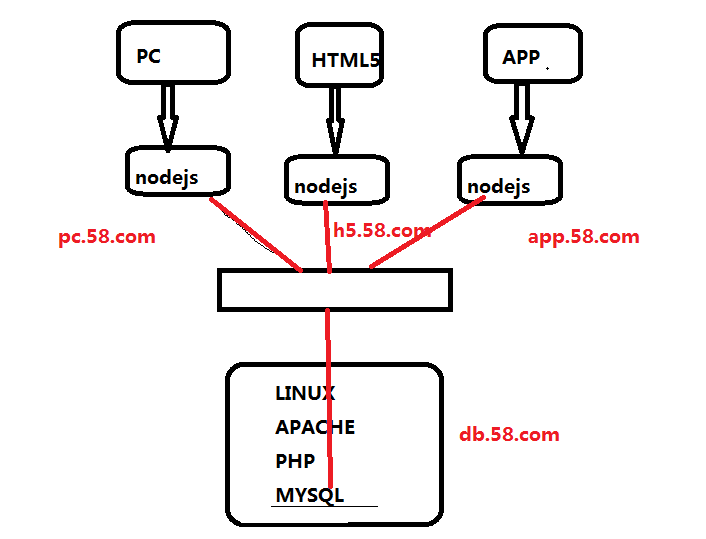 PC
HTML5
APP
nodejs
nodejs
nodejs
pc.58.com
h5.58.com
app.58.com
LINUX
APACHE
PHP
MYSQL
db.58.com